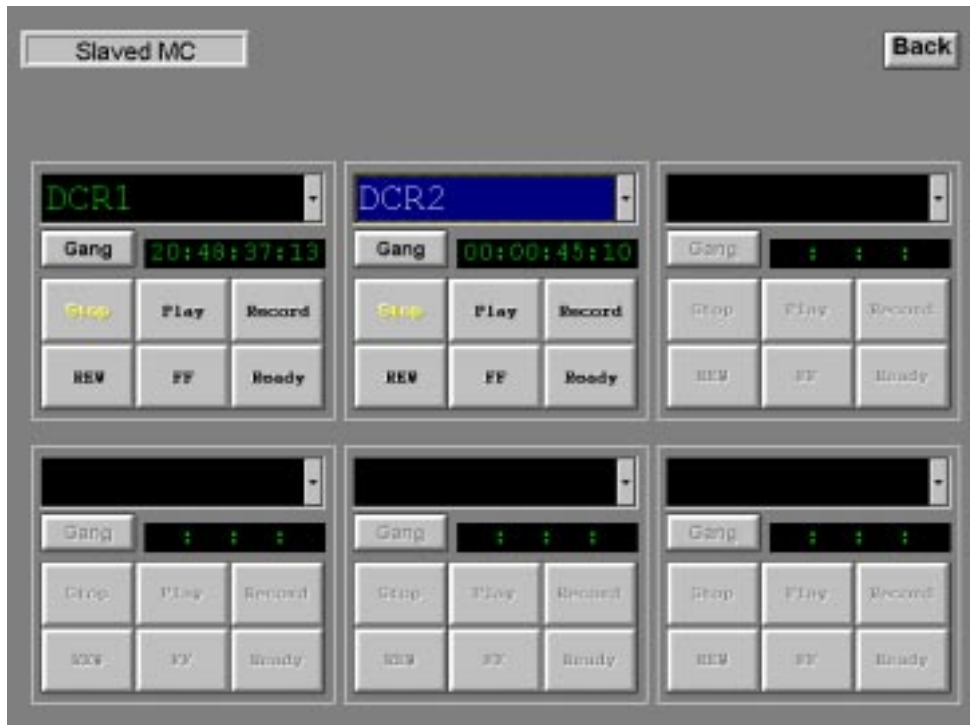 Slaved MC
Back
DCR1
DCR2
Gang 20:48:37:13
Gang 00:00:45:10
Gang : : :
Stop Play Record
Stop Play Record
Stop Play Record
REW FF Ready
REW FF Ready
REW FF Ready
Gang : : :
Gang : : :
Gang : : :
Stop Play Record
Stop Play Record
Stop Play Record
REW FF Ready
REW FF Ready
REW FF Ready